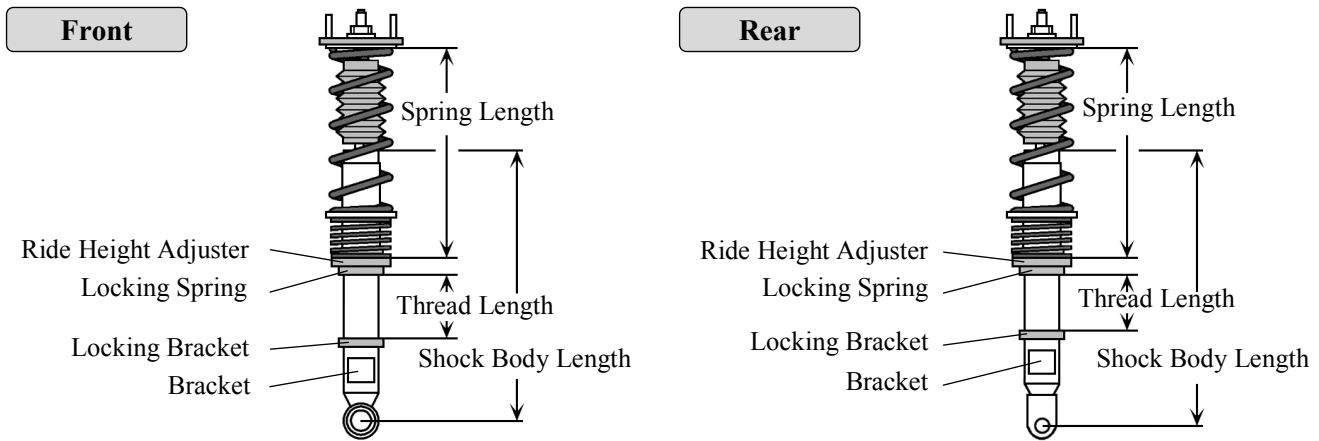 Front
Spring Length
Ride Height Adjuster
Locking Spring
Thread Length
Locking Bracket
Shock Body Length
Bracket
Rear
Spring Length
Ride Height Adjuster
Locking Spring
Thread Length
Locking Bracket
Shock Body Length
Bracket